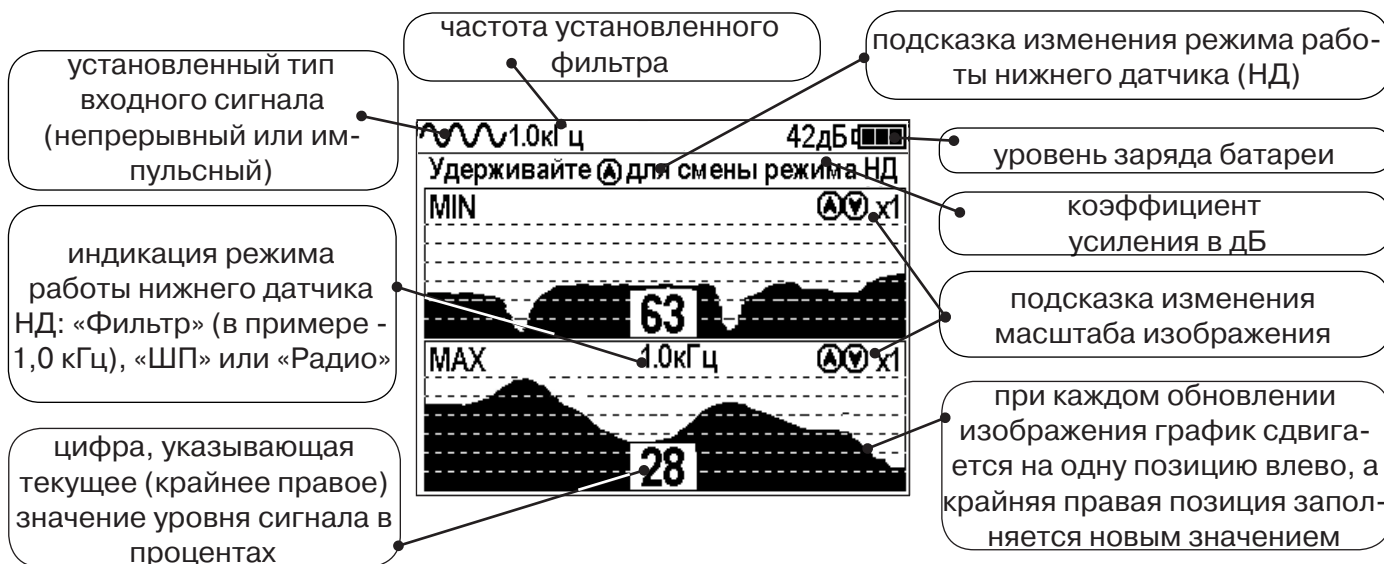 частота установленного
фильтра
подсказка изменения режима рабо-
ты нижнего датчика (НД)
установленный тип
входного сигнала
(непрерывный или им-
пульсный)
1.0кГц
42дБ
Удерживайте Ⓐ для смены режима НД
MIN
x1
63
MAX
1.0кГц
x1
28
уровень заряда батареи
коэффициент
усиления в дБ
индикация режима
работы нижнего датчика
НД: «Фильтр» (в примере -
1,0 кГц), «ШП» или «Радио»
подсказка изменения
масштаба изображения
цифра, указывающая
текущее (крайнее правое)
значение уровня сигнала в
процентах
при каждом обновлении
изображения график сдвига-
ется на одну позицию влево, а
крайняя правая позиция запол-
няется новым значением